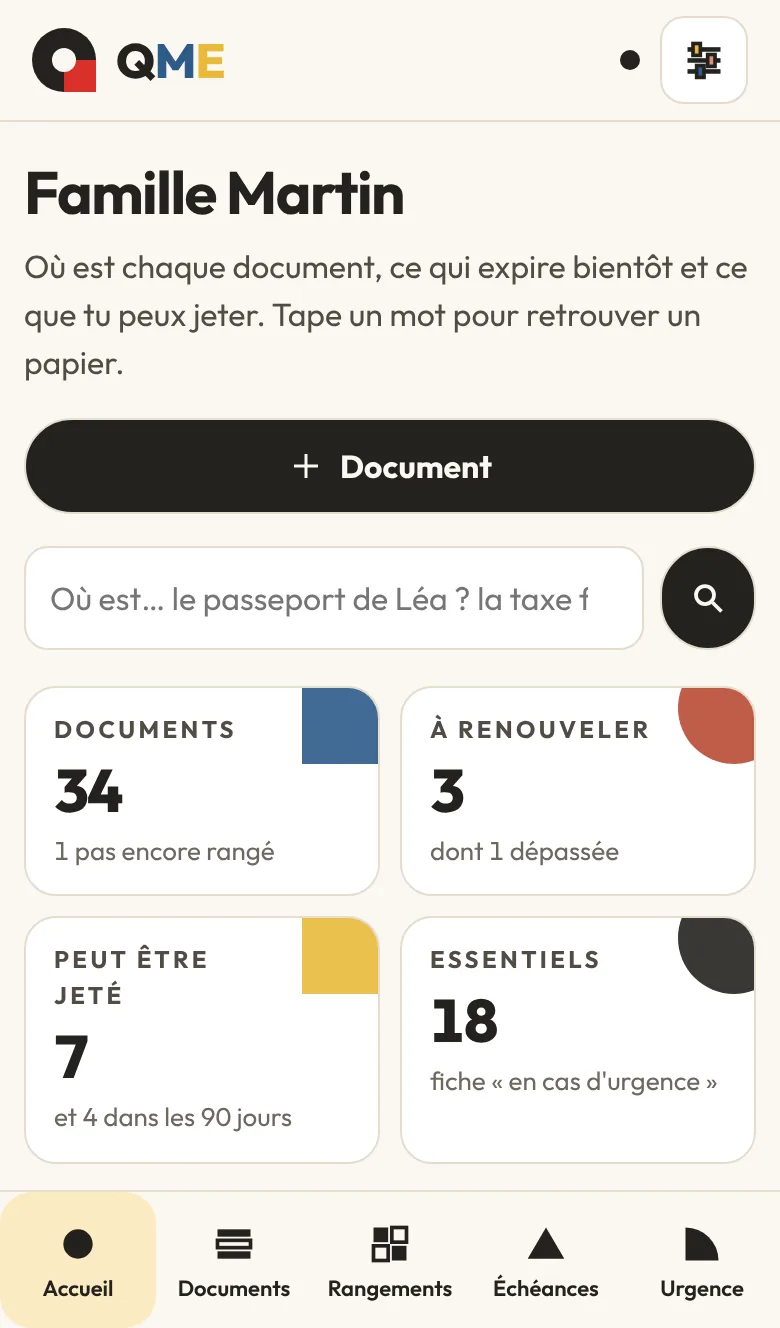 QME
Famille Martin
Où est chaque document, ce qui expire bientôt et ce
que tu peux jeter. Tape un mot pour retrouver un
papier.
+ Document
Où est… le passeport de Léa ? la taxe f
DOCUMENTS
34
1 pas encore rangé
À RENOUVELER
3
dont 1 dépassée
PEUT ÊTRE
JETÉ
7
et 4 dans les 90 jours
ESSENTIELS
18
fiche « en cas d'urgence »
Accueil
Documents
Rangements
Échéances
Urgence